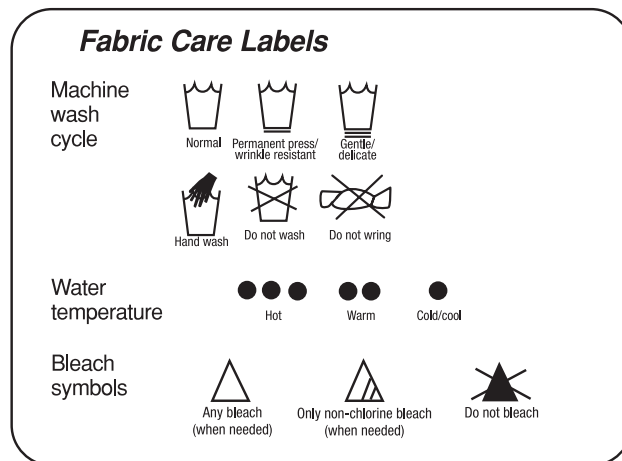 Fabric Care Labels
Machine
wash
cycle
Normal
Permanent press/
wrinkle resistant
Gentle/
delicate
Hand wash
Do not wash
Do not wring
Water
temperature
Hot
Warm
Cold/cool
Bleach
symbols
Any bleach
(when needed)
Only non-chlorine bleach
(when needed)
Do not bleach